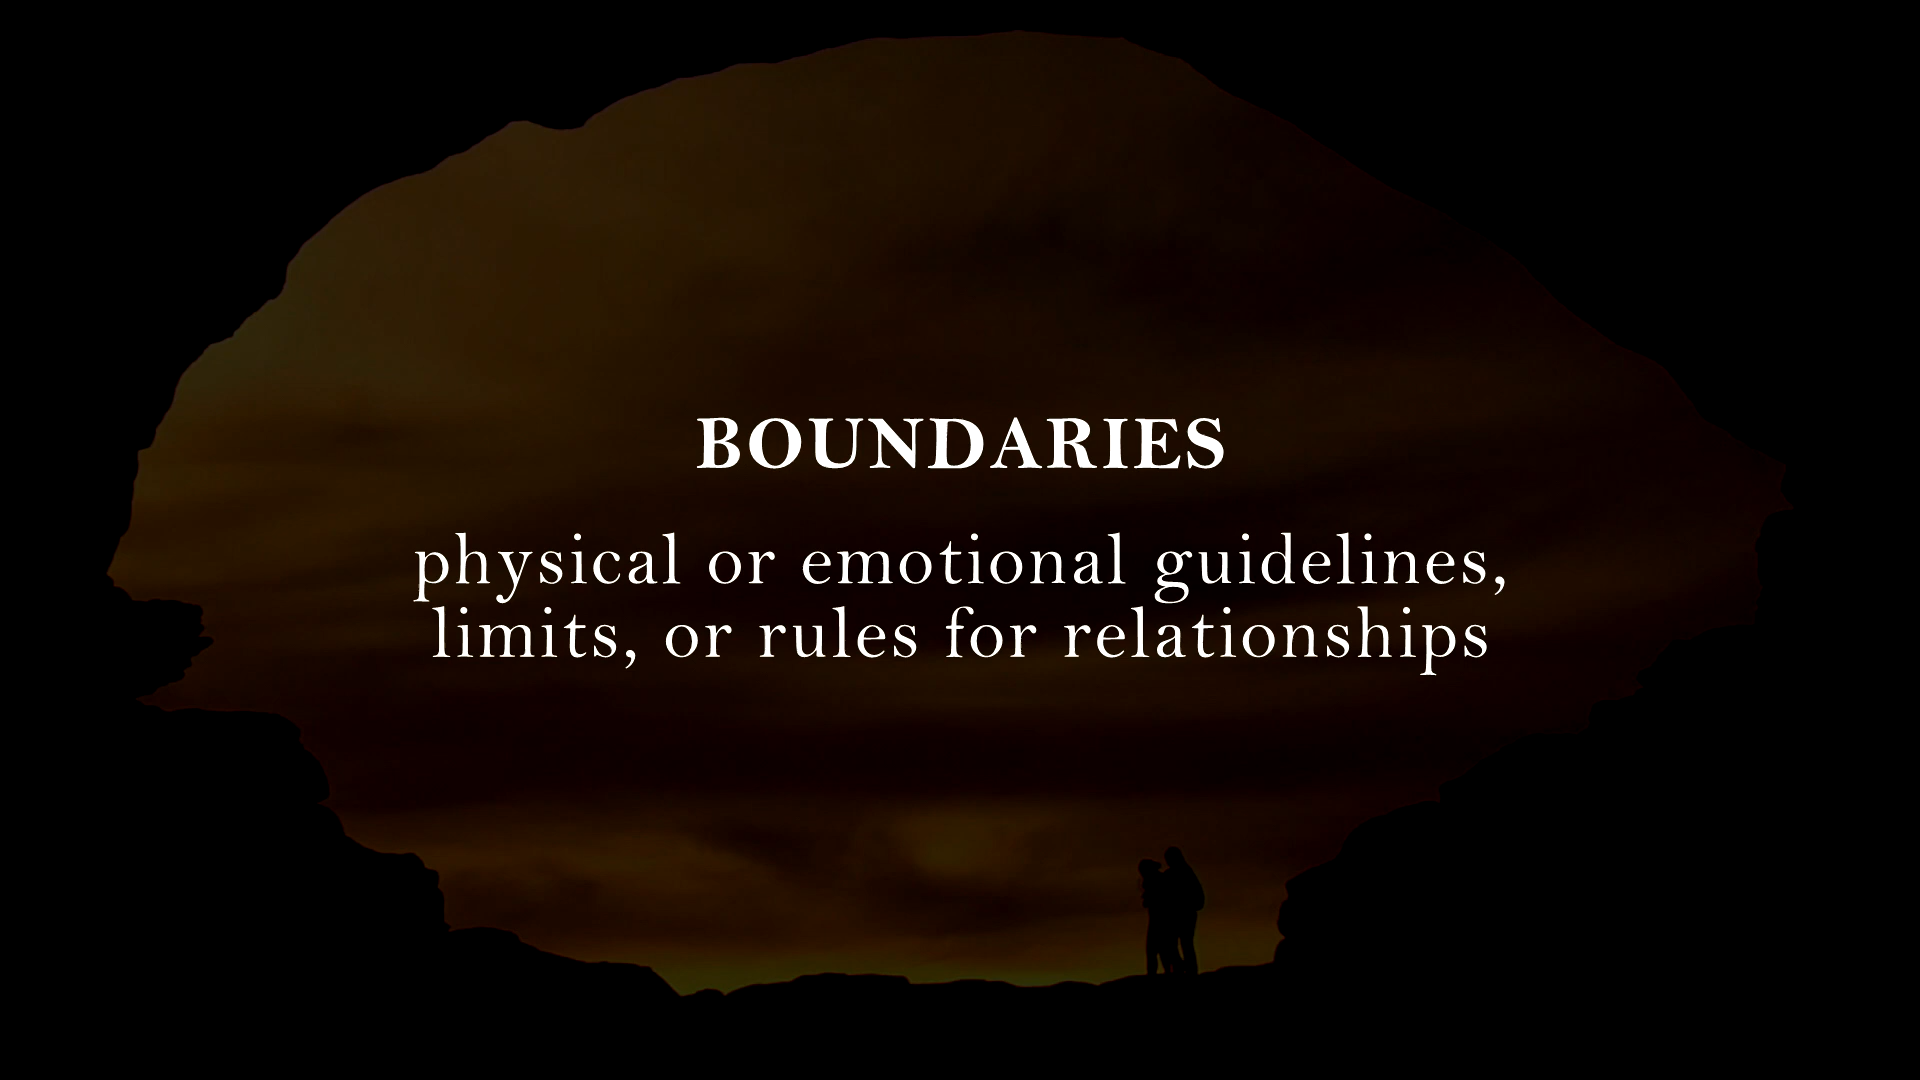 BOUNDARIES
physical or emotional guidelines,
limits, or rules for relationships